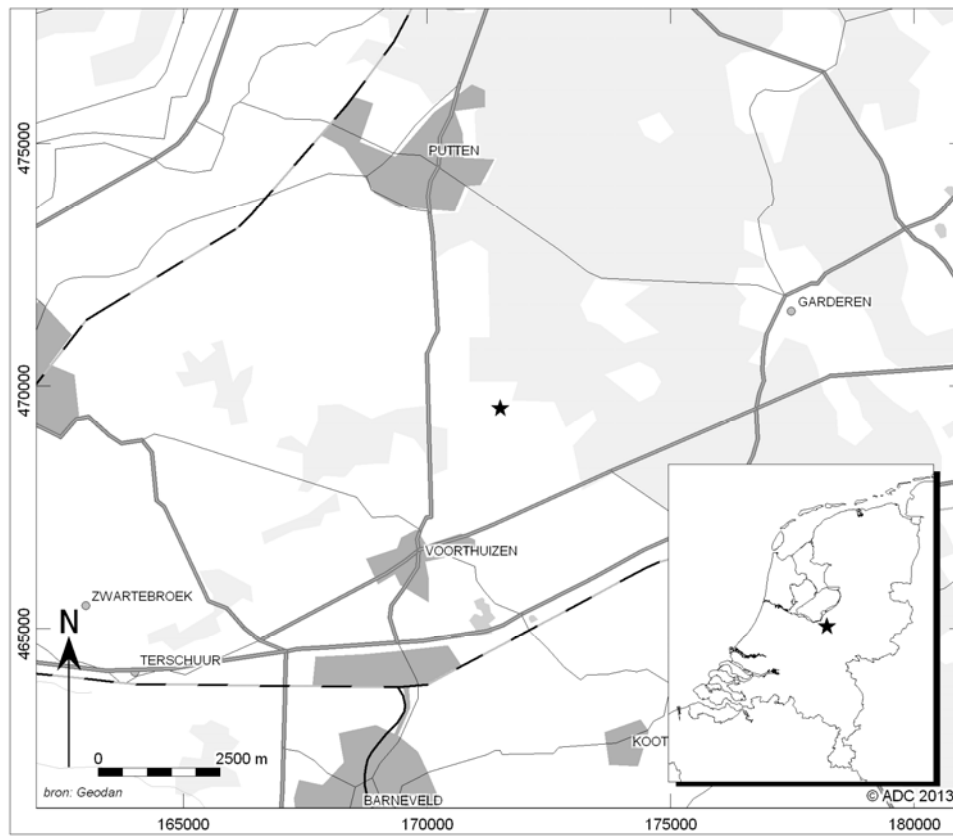 475000
PUTTEN
GARDEREN
470000
VOORTHUIZEN
ZWARTEBROEK
465000
N
TERSCHUUR
KOOT
0 2500 m
bron: Geodan
BARNEVELD
© ADC 2013
165000 170000 175000 180000